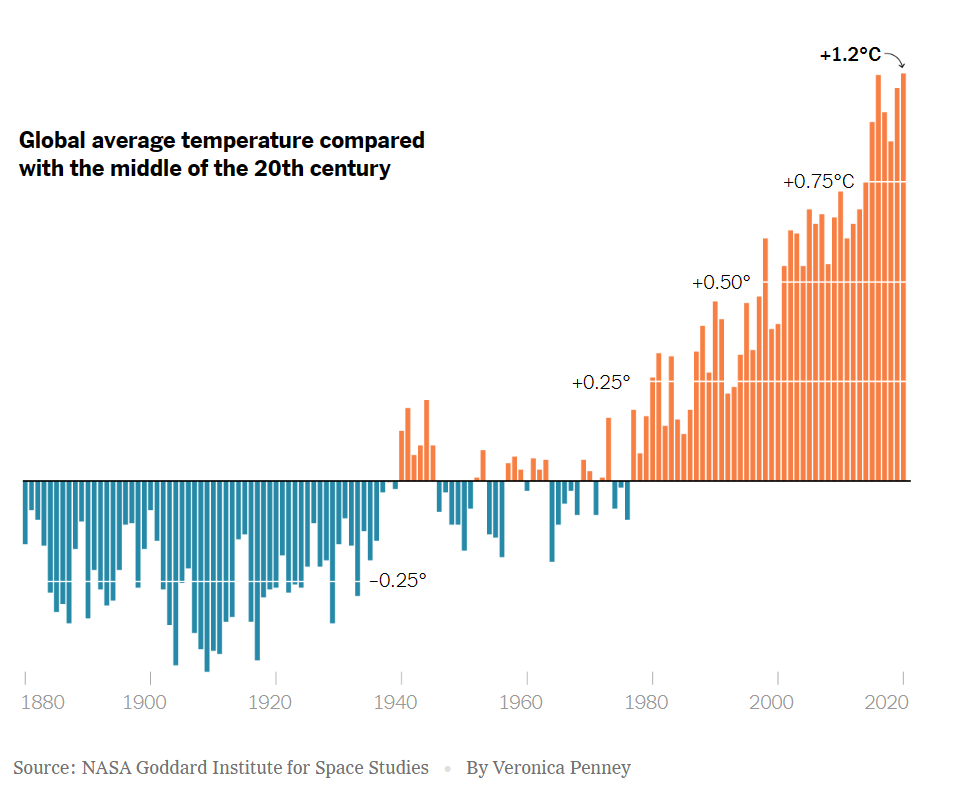 +1.2°C
Global average temperature compared
with the middle of the 20th century
+0.75°C
+0.50°
+0.25°
–0.25°
1880 1900 1920 1940 1960 1980 2000 2020
Source: NASA Goddard Institute for Space Studies • By Veronica Penney